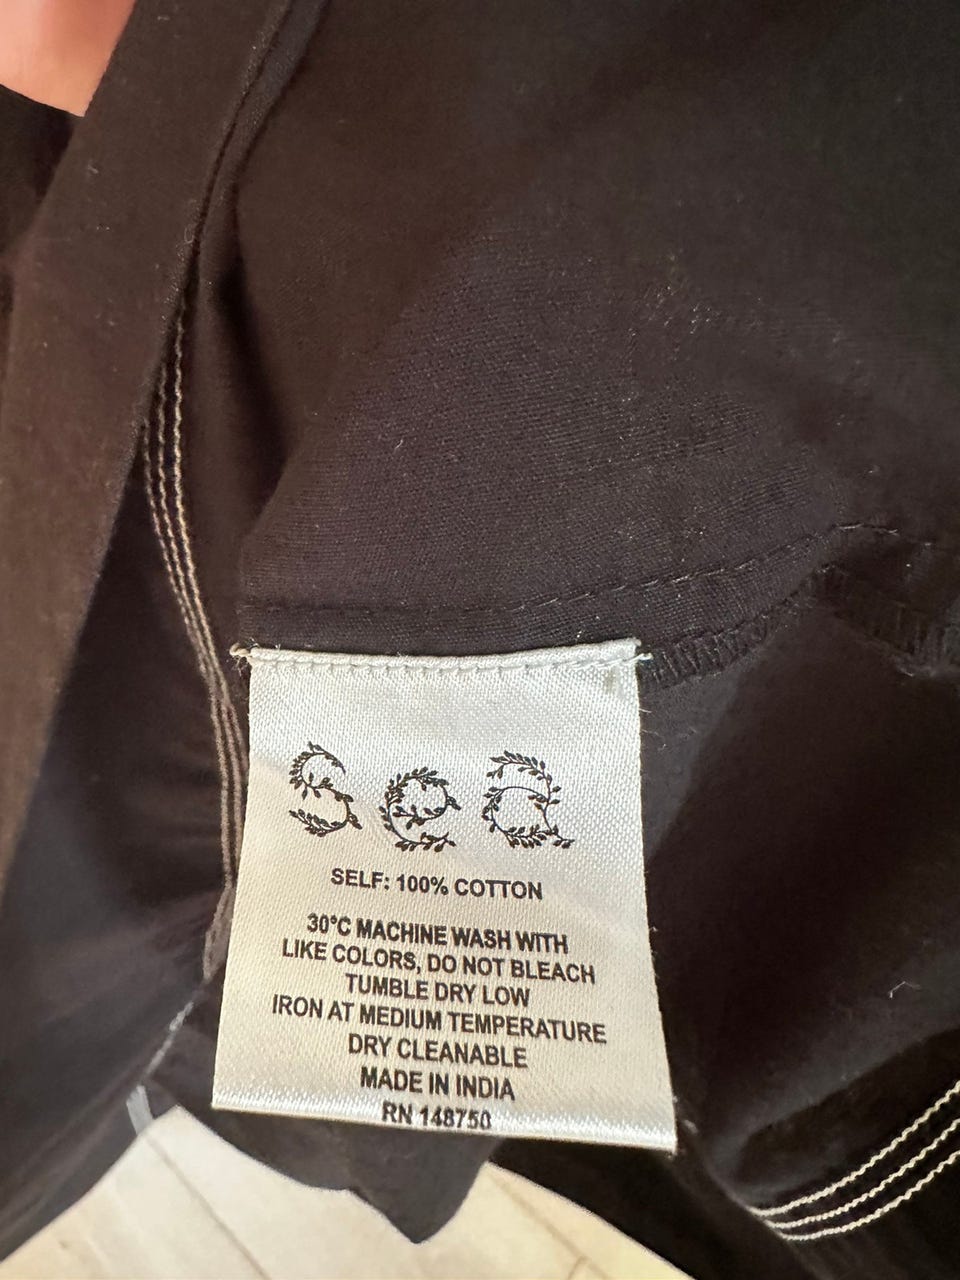 Sea
SELF: 100% COTTON
30°C MACHINE WASH WITH
LIKE COLORS, DO NOT BLEACH
TUMBLE DRY LOW
IRON AT MEDIUM TEMPERATURE
DRY CLEANABLE
MADE IN INDIA
RN 148750